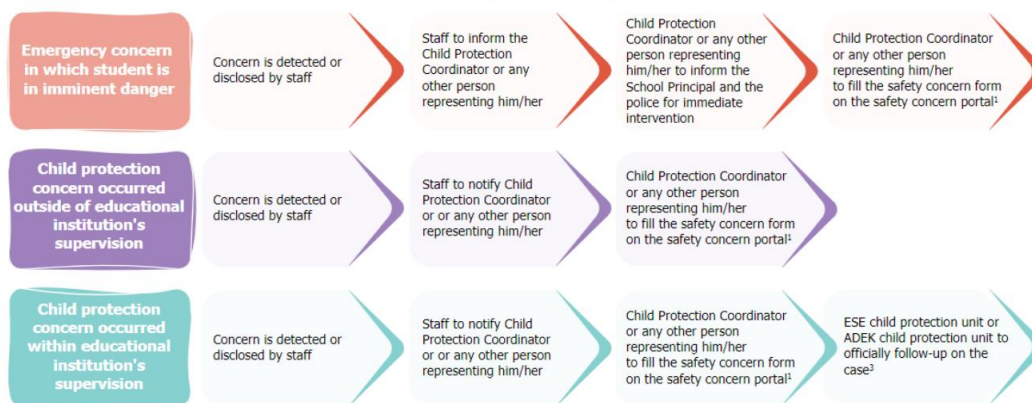 Emergency concern
in which student is
in imminent danger
Concern is detected or
disclosed by staff
Staff to inform the
Child Protection
Coordinator or any
other person
representing him/her
Child Protection
Coordinator or any other
person representing
him/her to inform the
School Principal and the
police for immediate
intervention
Child Protection Coordinator
or any other person
representing him/her
to fill the safety concern form
on the safety concern portal¹
Child protection
concern occurred
outside of educational
institution's
supervision
Concern is detected or
disclosed by staff
Staff to notify Child
Protection Coordinator
or or any other person
representing him/her
Child Protection Coordinator
or any other person
representing him/her
to fill the safety concern form
on the safety concern portal¹
Child protection
concern occurred
within educational
institution's
supervision
Concern is detected or
disclosed by staff
Staff to notify Child
Protection Coordinator
or or any other person
representing him/her
Child Protection Coordinator
or any other person
representing him/her
to fill the safety concern form
on the safety concern portal¹
ESE child protection unit or
ADEK child protection unit to
officially follow-up on the
case³